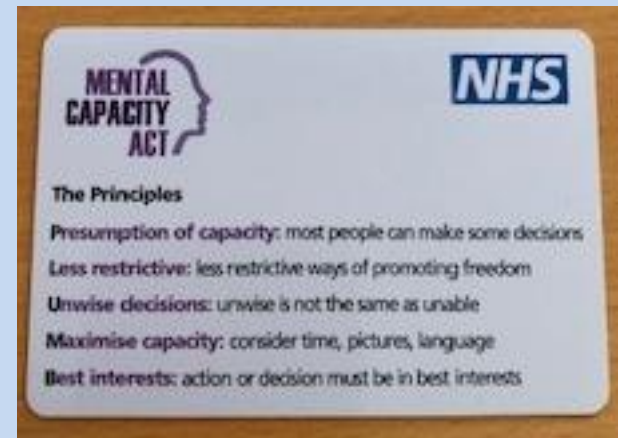 MENTAL
CAPACITY
ACT
NHS
The Principles
Presumption of capacity: most people can make some decisions
Less restrictive: less restrictive ways of promoting freedom
Unwise decisions: unwise is not the same as unable
Maximise capacity: consider time, pictures, language
Best interests: action or decision must be in best interests